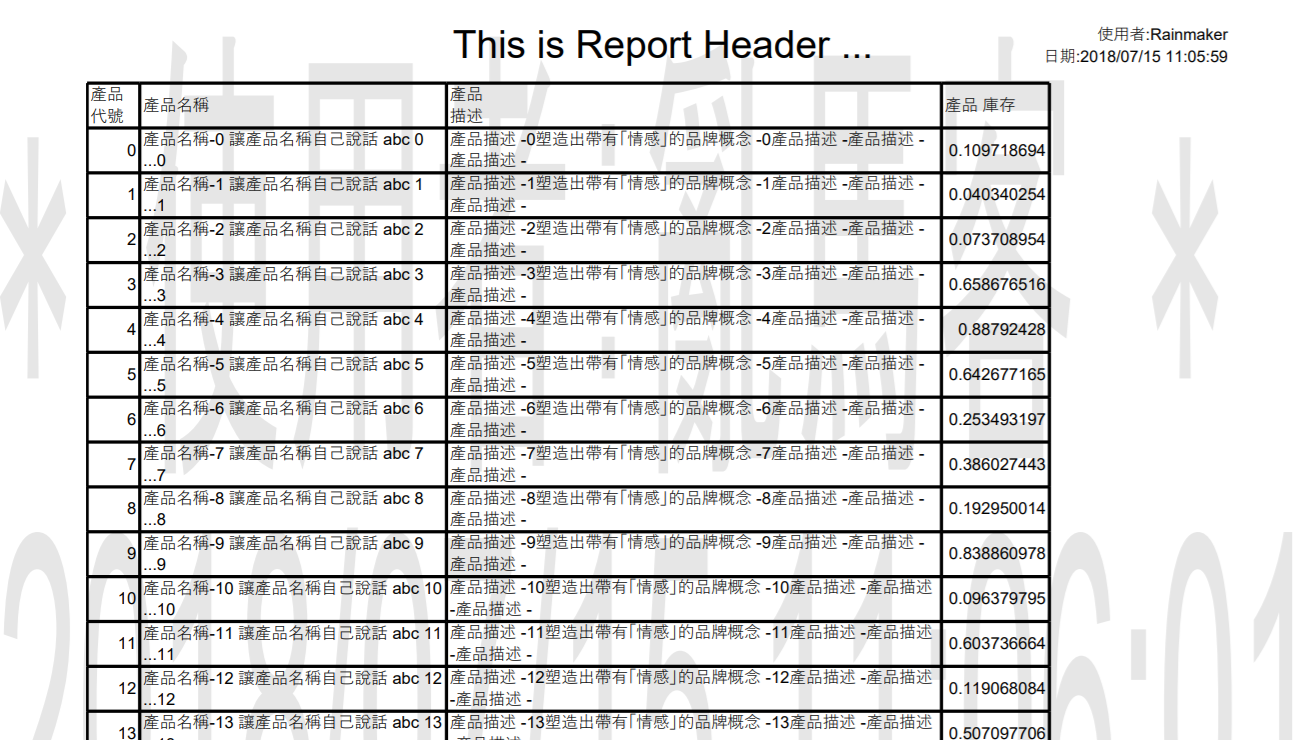 This is Report Header ...
使用者:Rainmaker
日期:2018/07/15 11:05:59
產品
代號
產品名稱
產品
描述
產品 庫存
0
產品名稱-0 讓產品名稱自己說話 abc 0
...0
產品描述 -0塑造出帶有「情感」的品牌概念 -0產品描述 -產品描述 -
產品描述 -
0.109718694
1
產品名稱-1 讓產品名稱自己說話 abc 1
...1
產品描述 -1塑造出帶有「情感」的品牌概念 -1產品描述 -產品描述 -
產品描述 -
0.040340254
2
產品名稱-2 讓產品名稱自己說話 abc 2
...2
產品描述 -2塑造出帶有「情感」的品牌概念 -2產品描述 -產品描述 -
產品描述 -
0.073708954
3
產品名稱-3 讓產品名稱自己說話 abc 3
...3
產品描述 -3塑造出帶有「情感」的品牌概念 -3產品描述 -產品描述 -
產品描述 -
0.658676516
4
產品名稱-4 讓產品名稱自己說話 abc 4
...4
產品描述 -4塑造出帶有「情感」的品牌概念 -4產品描述 -產品描述 -
產品描述 -
0.88792428
5
產品名稱-5 讓產品名稱自己說話 abc 5
...5
產品描述 -5塑造出帶有「情感」的品牌概念 -5產品描述 -產品描述 -
產品描述 -
0.642677165
6
產品名稱-6 讓產品名稱自己說話 abc 6
...6
產品描述 -6塑造出帶有「情感」的品牌概念 -6產品描述 -產品描述 -
產品描述 -
0.253493197
7
產品名稱-7 讓產品名稱自己說話 abc 7
...7
產品描述 -7塑造出帶有「情感」的品牌概念 -7產品描述 -產品描述 -
產品描述 -
0.386027443
8
產品名稱-8 讓產品名稱自己說話 abc 8
...8
產品描述 -8塑造出帶有「情感」的品牌概念 -8產品描述 -產品描述 -
產品描述 -
0.192950014
9
產品名稱-9 讓產品名稱自己說話 abc 9
...9
產品描述 -9塑造出帶有「情感」的品牌概念 -9產品描述 -產品描述 -
產品描述 -
0.838860978
10
產品名稱-10 讓產品名稱自己說話 abc 10
...10
產品描述 -10塑造出帶有「情感」的品牌概念 -10產品描述 -產品描述
-產品描述 -
0.096379795
11
產品名稱-11 讓產品名稱自己說話 abc 11
...11
產品描述 -11塑造出帶有「情感」的品牌概念 -11產品描述 -產品描述
-產品描述 -
0.603736664
12
產品名稱-12 讓產品名稱自己說話 abc 12
...12
產品描述 -12塑造出帶有「情感」的品牌概念 -12產品描述 -產品描述
-產品描述 -
0.119068084
13
產品名稱-13 讓產品名稱自己說話 abc 13
產品描述 -13塑造出帶有「情感」的品牌概念 -13產品描述 -產品描述
0.507097706
* 使用者:亂馬客 *
2018/07/15 11:06:01